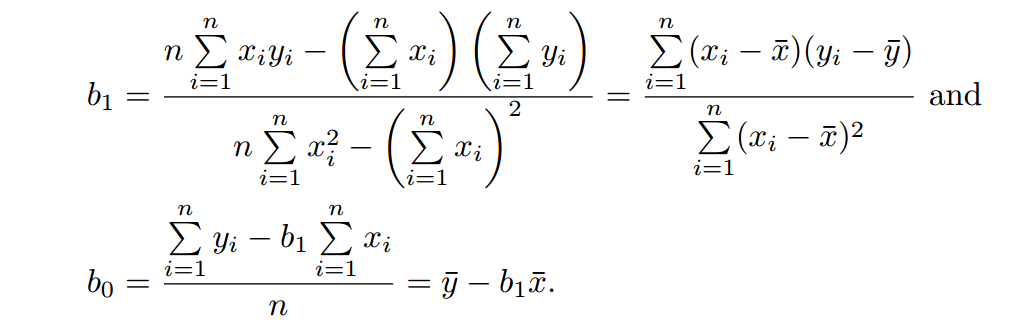 b₁ = \frac{n \sum_{i=1}^{n} x_i y_i - \left( \sum_{i=1}^{n} x_i \right) \left( \sum_{i=1}^{n} y_i \right)}{n \sum_{i=1}^{n} x_i^2 - \left( \sum_{i=1}^{n} x_i \right)^2} = \frac{\sum_{i=1}^{n} (x_i - \bar{x})(y_i - \bar{y})}{\sum_{i=1}^{n} (x_i - \bar{x})2} and
b₀ = \frac{\sum_{i=1}^{n} y_i - b_1 \sum_{i=1}^{n} x_i}{n} = \bar{y} - b_1 \bar{x}.